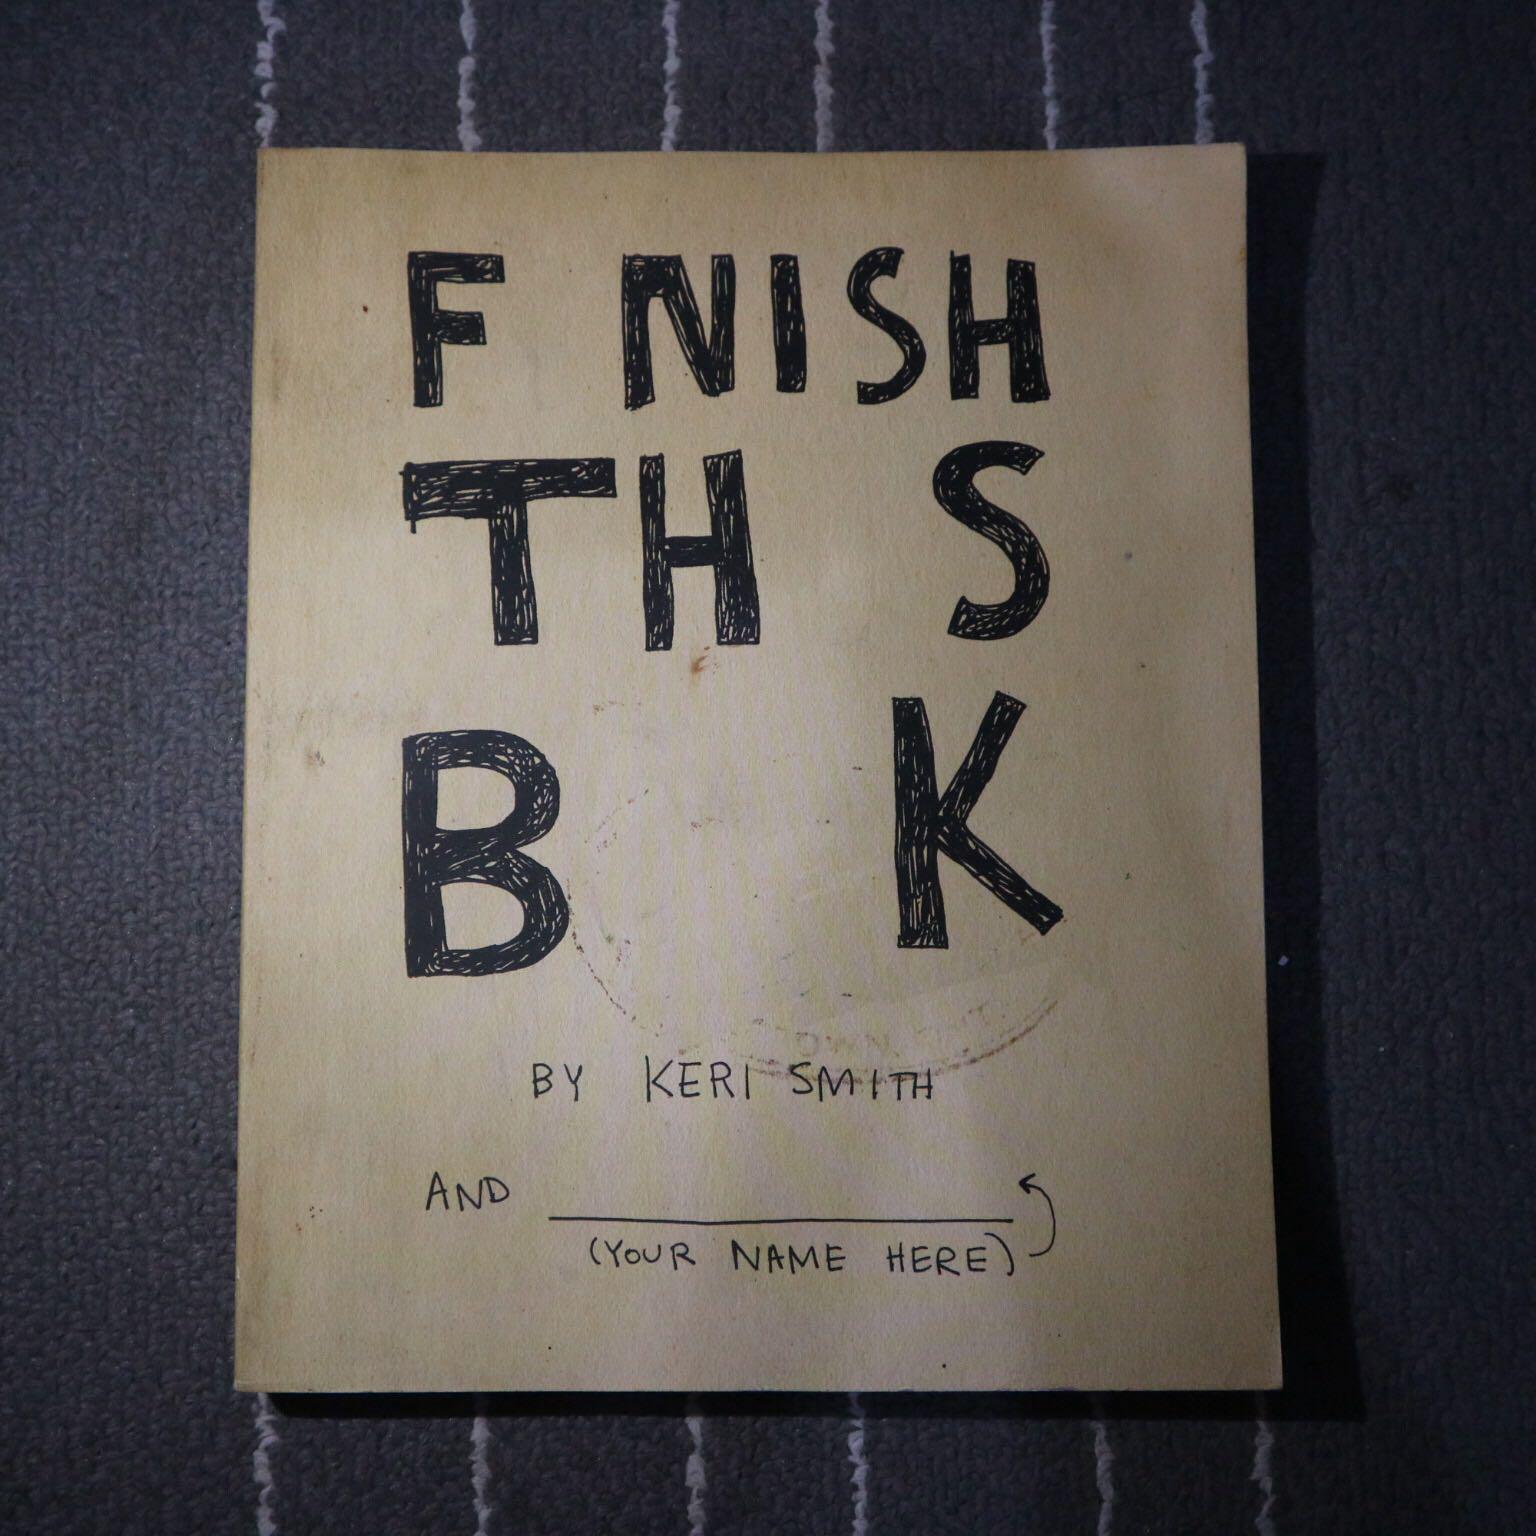 F NISH
TH S
B K
BY KERI SMITH
AND
(YOUR NAME HERE)